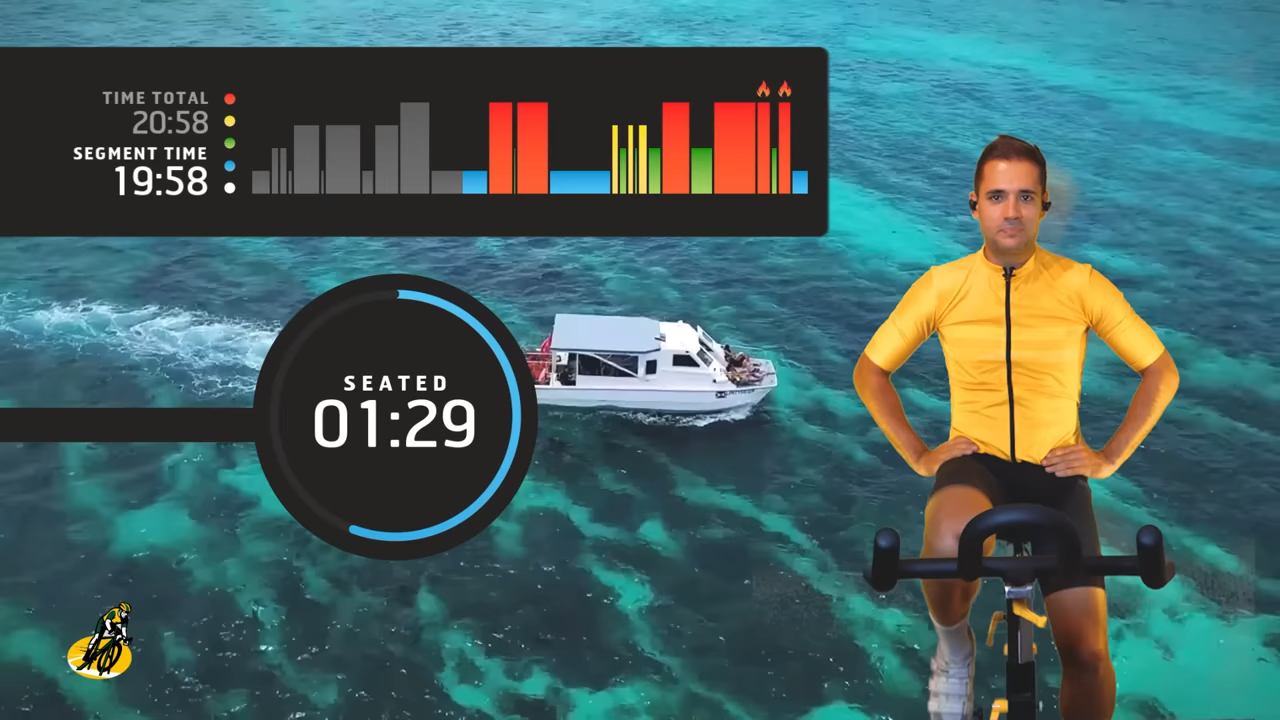 TIME TOTAL
20:58
SEGMENT TIME
19:58
SEATED
01:29